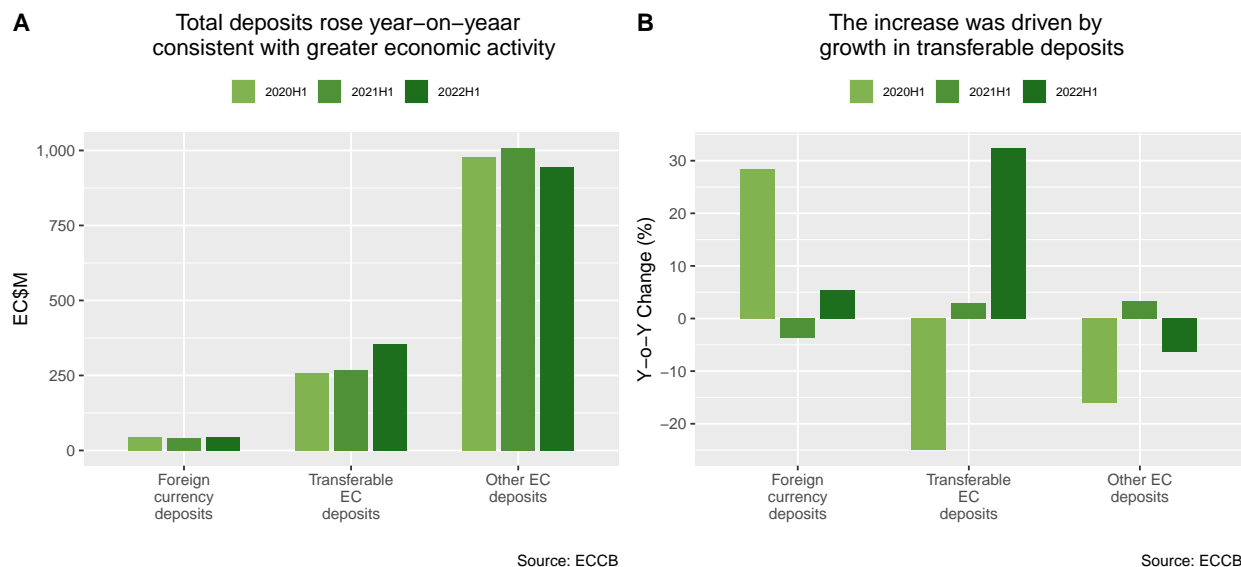 A
Total deposits rose year−on−yeaar
consistent with greater economic activity
2020H1 2021H1 2022H1
EC$M
1,000
750
500
250
0
Foreign
currency
deposits
Transferable
EC
deposits
Other EC
deposits
Source: ECCB
B
The increase was driven by
growth in transferable deposits
2020H1 2021H1 2022H1
Y−o−Y Change (%)
30
20
10
0
−10
−20
Foreign
currency
deposits
Transferable
EC
deposits
Other EC
deposits
Source: ECCB